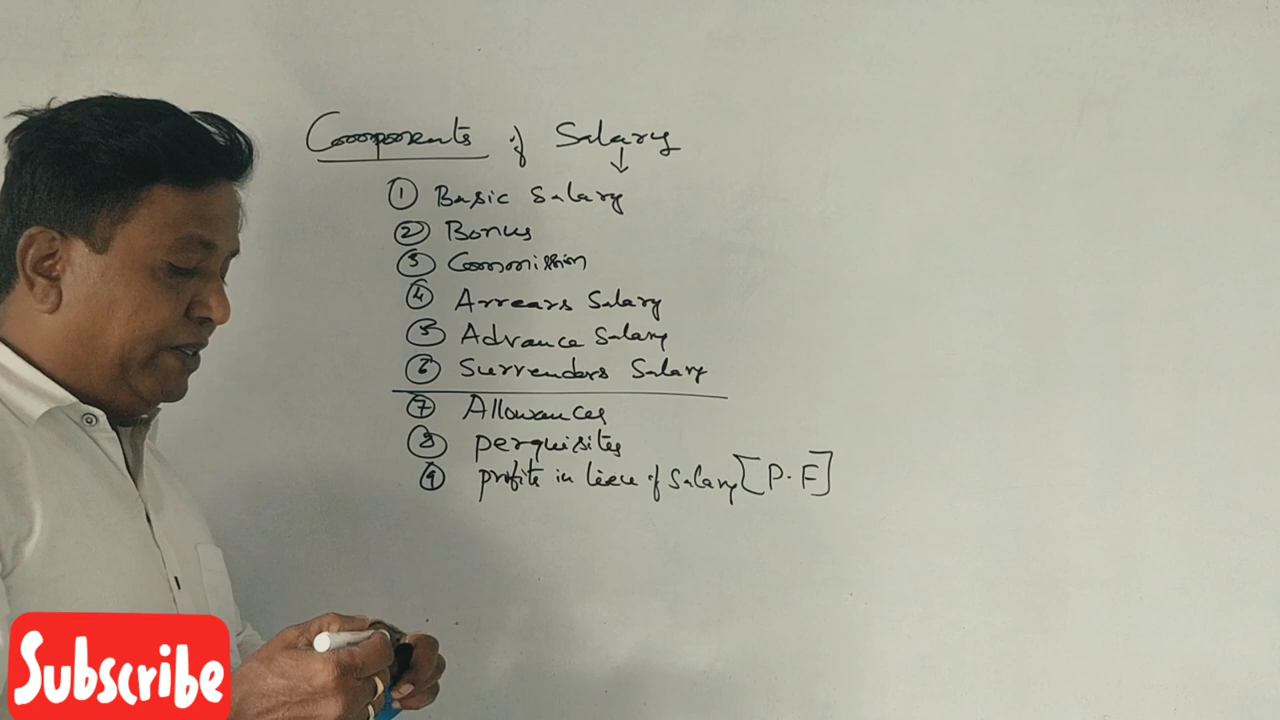 Components of Salary
↓
① Basic Salary
② Bonus
③ Commission
④ Arrears Salary
⑤ Advance Salary
⑥ Surrenders Salary
⑦ Allowances
⑧ perquisites
⑨ profits in lieu of Salary [P.F]
Subscribe